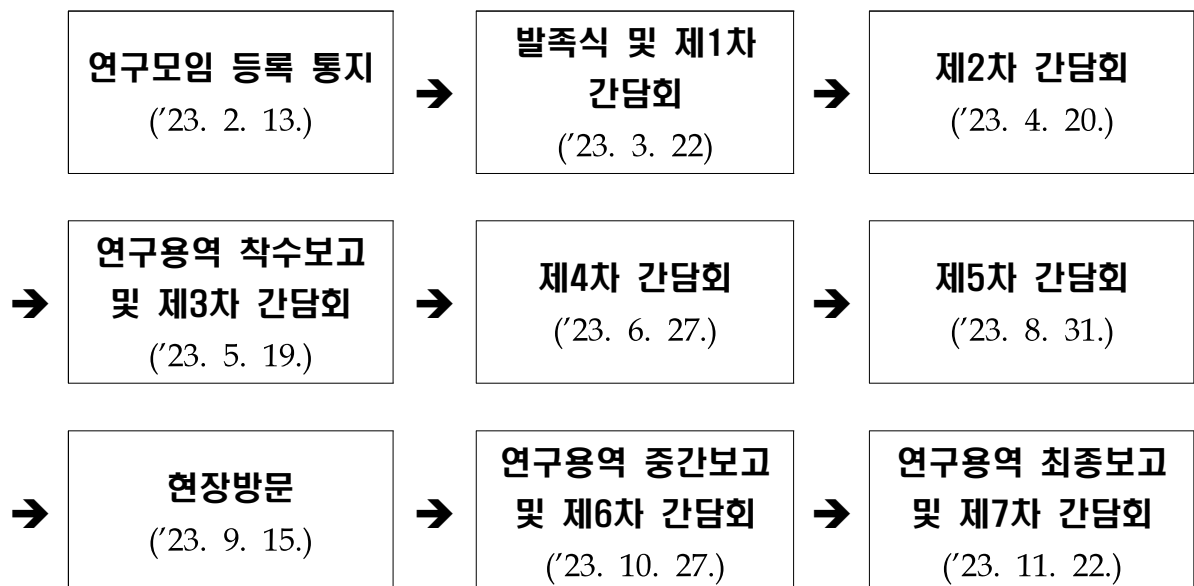 연구모임 등록 통지
('23. 2. 13.)
➔
발족식 및 제1차
간담회
('23. 3. 22)
➔
제2차 간담회
('23. 4. 20.)
➔
연구용역 착수보고
및 제3차 간담회
('23. 5. 19.)
➔
제4차 간담회
('23. 6. 27.)
➔
제5차 간담회
('23. 8. 31.)
➔
현장방문
('23. 9. 15.)
➔
연구용역 중간보고
및 제6차 간담회
('23. 10. 27.)
➔
연구용역 최종보고
및 제7차 간담회
('23. 11. 22.)